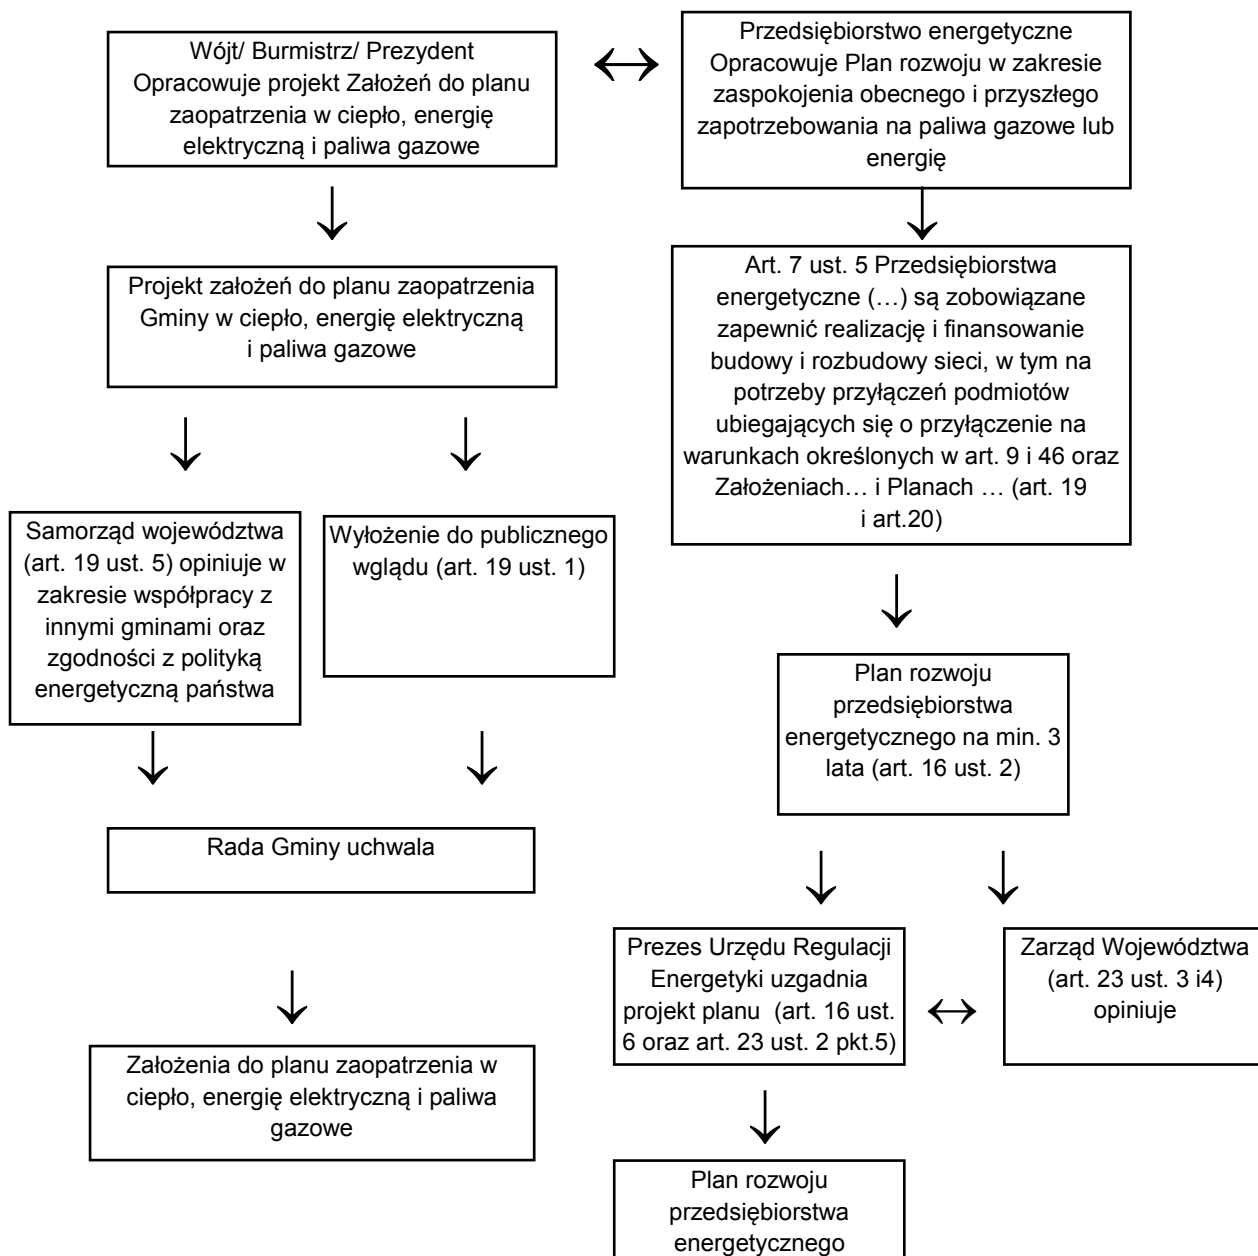 Wójt/ Burmistrz/ Prezydent
Opracowuje projekt Założeń do planu
zaopatrzenia w ciepło, energię
elektryczną i paliwa gazowe
Przedsiębiorstwo energetyczne
Opracowuje Plan rozwoju w zakresie
zaspokojenia obecnego i przyszłego
zapotrzebowania na paliwa gazowe lub
energię
Projekt założeń do planu zaopatrzenia
Gminy w ciepło, energię elektryczną
i paliwa gazowe
Art. 7 ust. 5 Przedsiębiorstwa
energetyczne (…) są zobowiązane
zapewnić realizację i finansowanie
budowy i rozbudowy sieci, w tym na
potrzeby przyłączeń podmiotów
ubiegających się o przyłączenie na
warunkach określonych w art. 9 i 46 oraz
Założeniach… i Planach … (art. 19
i art.20)
Samorząd województwa
(art. 19 ust. 5) opiniuje w
zakresie współpracy z
innymi gminami oraz
zgodności z polityką
energetyczną państwa
Wyłożenie do publicznego
wglądu (art. 19 ust. 1)
Plan rozwoju
przedsiębiorstwa
energetycznego na min. 3
lata (art. 16 ust. 2)
Rada Gminy uchwala
Prezes Urzędu Regulacji
Energetyki uzgadnia
projekt planu (art. 16 ust.
6 oraz art. 23 ust. 2 pkt.5)
Zarząd Województwa
(art. 23 ust. 3 i4)
opiniuje
Założenia do planu zaopatrzenia w
ciepło, energię elektryczną i paliwa
gazowe
Plan rozwoju
przedsiębiorstwa
energetycznego